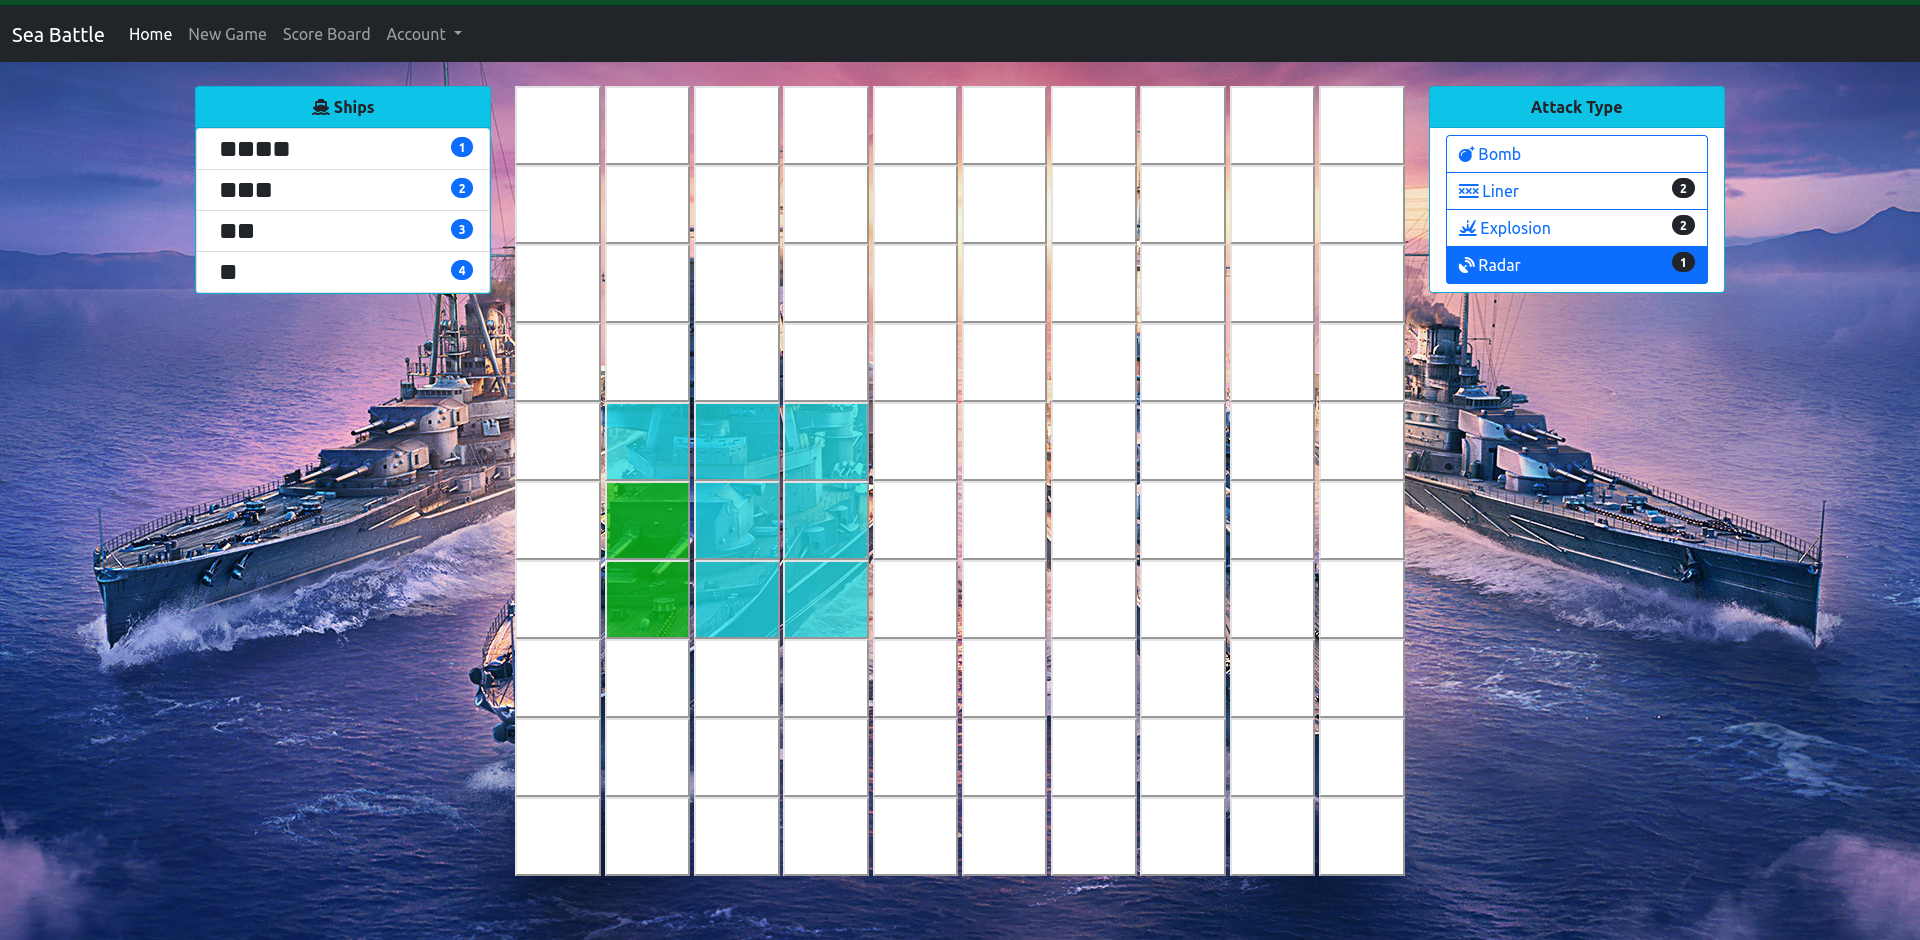 Sea Battle Home New Game Score Board Account
Ships
1
2
3
4
Attack Type
Bomb
Liner 2
Explosion 2
Radar 1